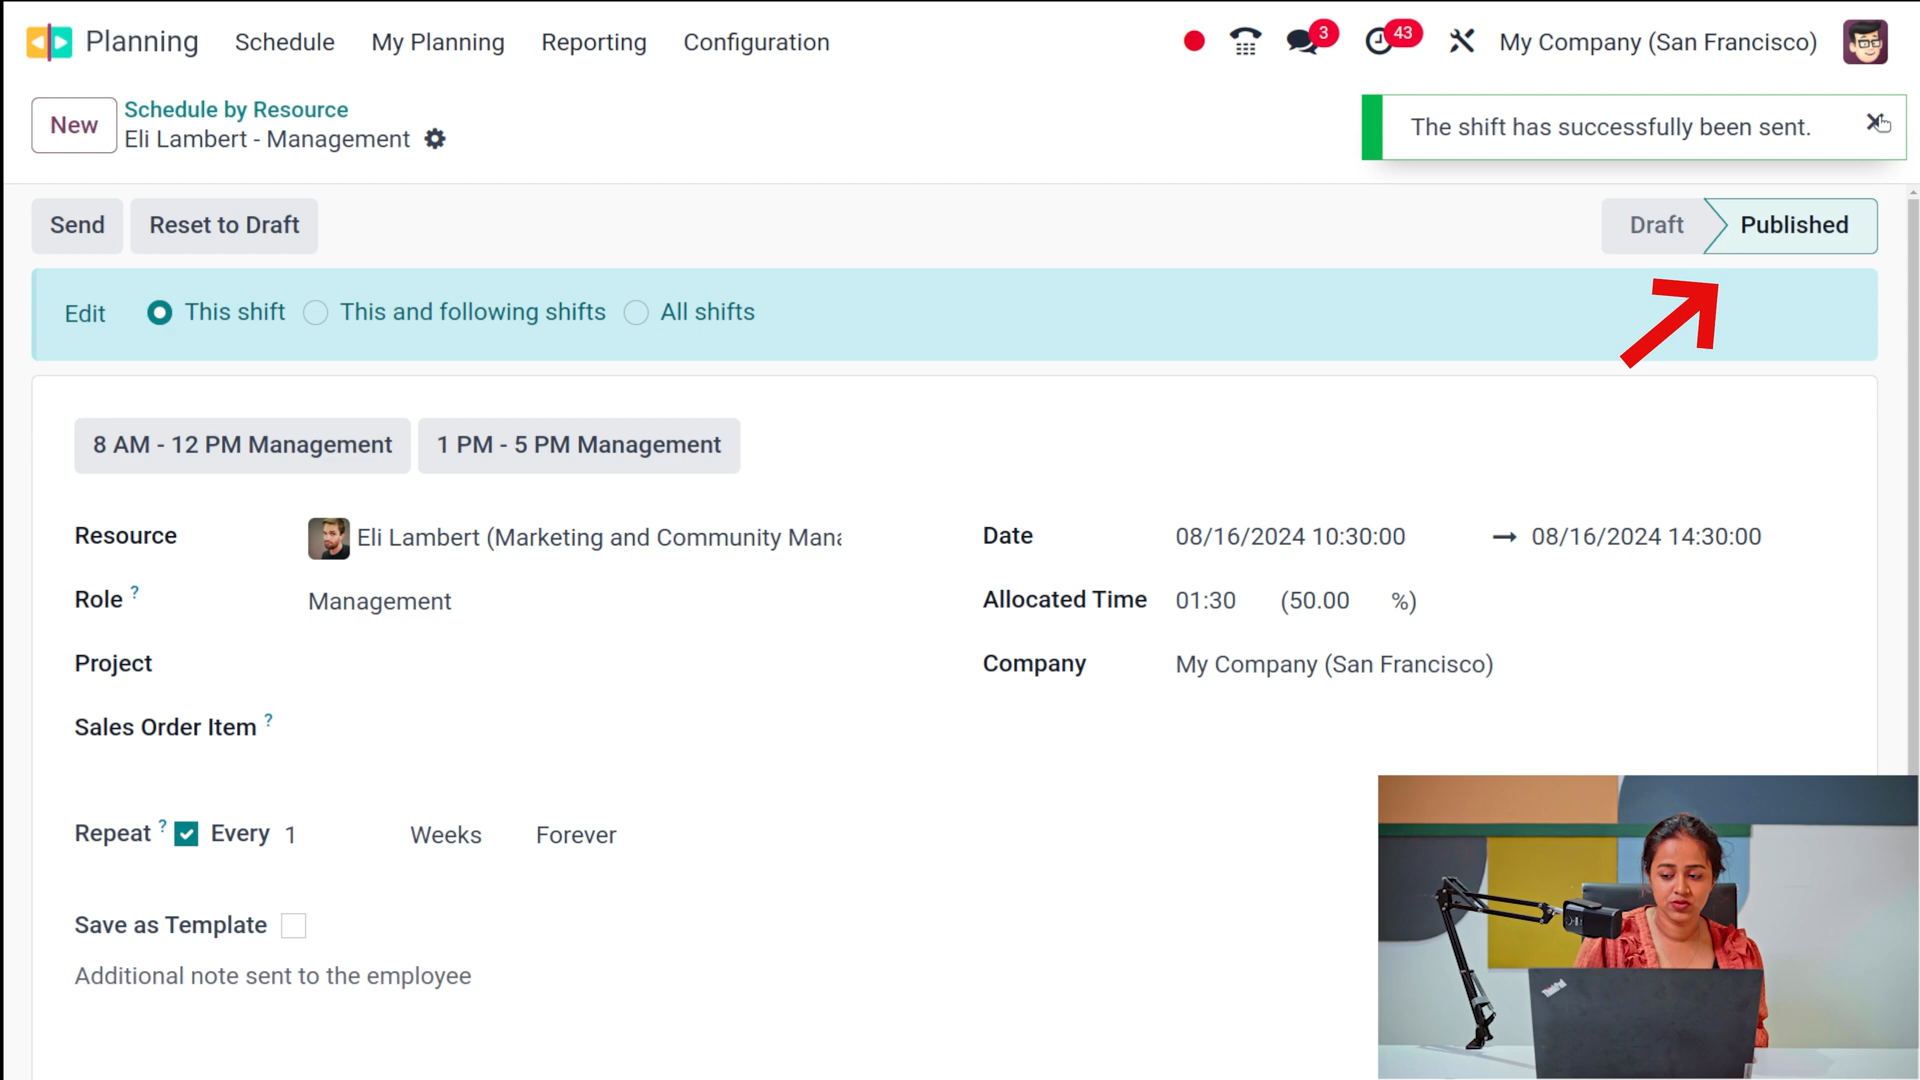 Planning Schedule My Planning Reporting Configuration 3 43 My Company (San Francisco)
New Schedule by Resource
Eli Lambert - Management
The shift has successfully been sent.
Send Reset to Draft Draft Published
Edit This shift This and following shifts All shifts
8 AM - 12 PM Management 1 PM - 5 PM Management
Resource Eli Lambert (Marketing and Community Mana
Date 08/16/2024 10:30:00 → 08/16/2024 14:30:00
Role ? Management
Allocated Time 01:30 (50.00 %)
Project
Company My Company (San Francisco)
Sales Order Item ?
Repeat ? Every 1 Weeks Forever
Save as Template
Additional note sent to the employee
ThinkPad